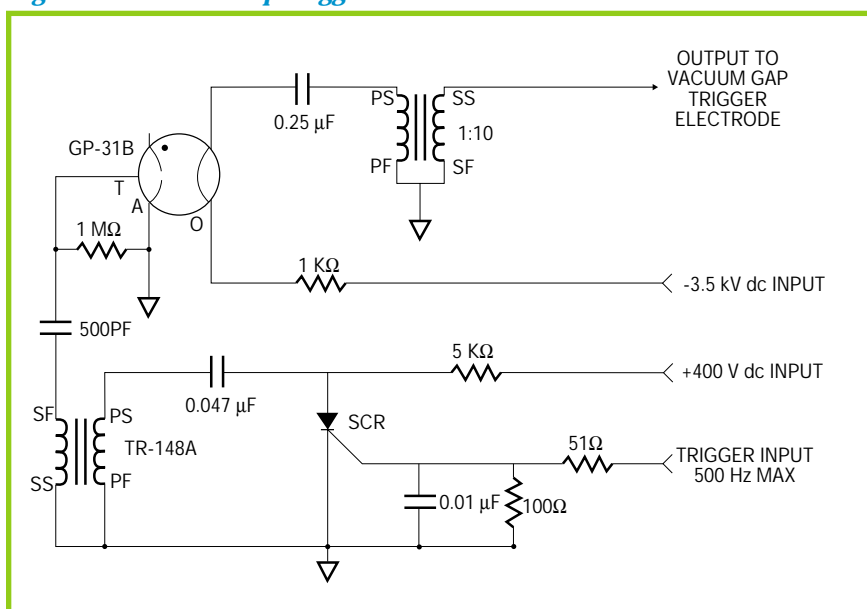 OUTPUT TO
VACUUM GAP
TRIGGER
ELECTRODE
PS
SS
0.25 µF
1:10
GP-31B
PF
SF
T
A
O
1 MΩ
1 KΩ
-3.5 kV dc INPUT
500PF
5 KΩ
+400 V dc INPUT
0.047 µF
SF
PS
SCR
TR-148A
51Ω
TRIGGER INPUT
500 Hz MAX
SS
PF
0.01 µF
100Ω